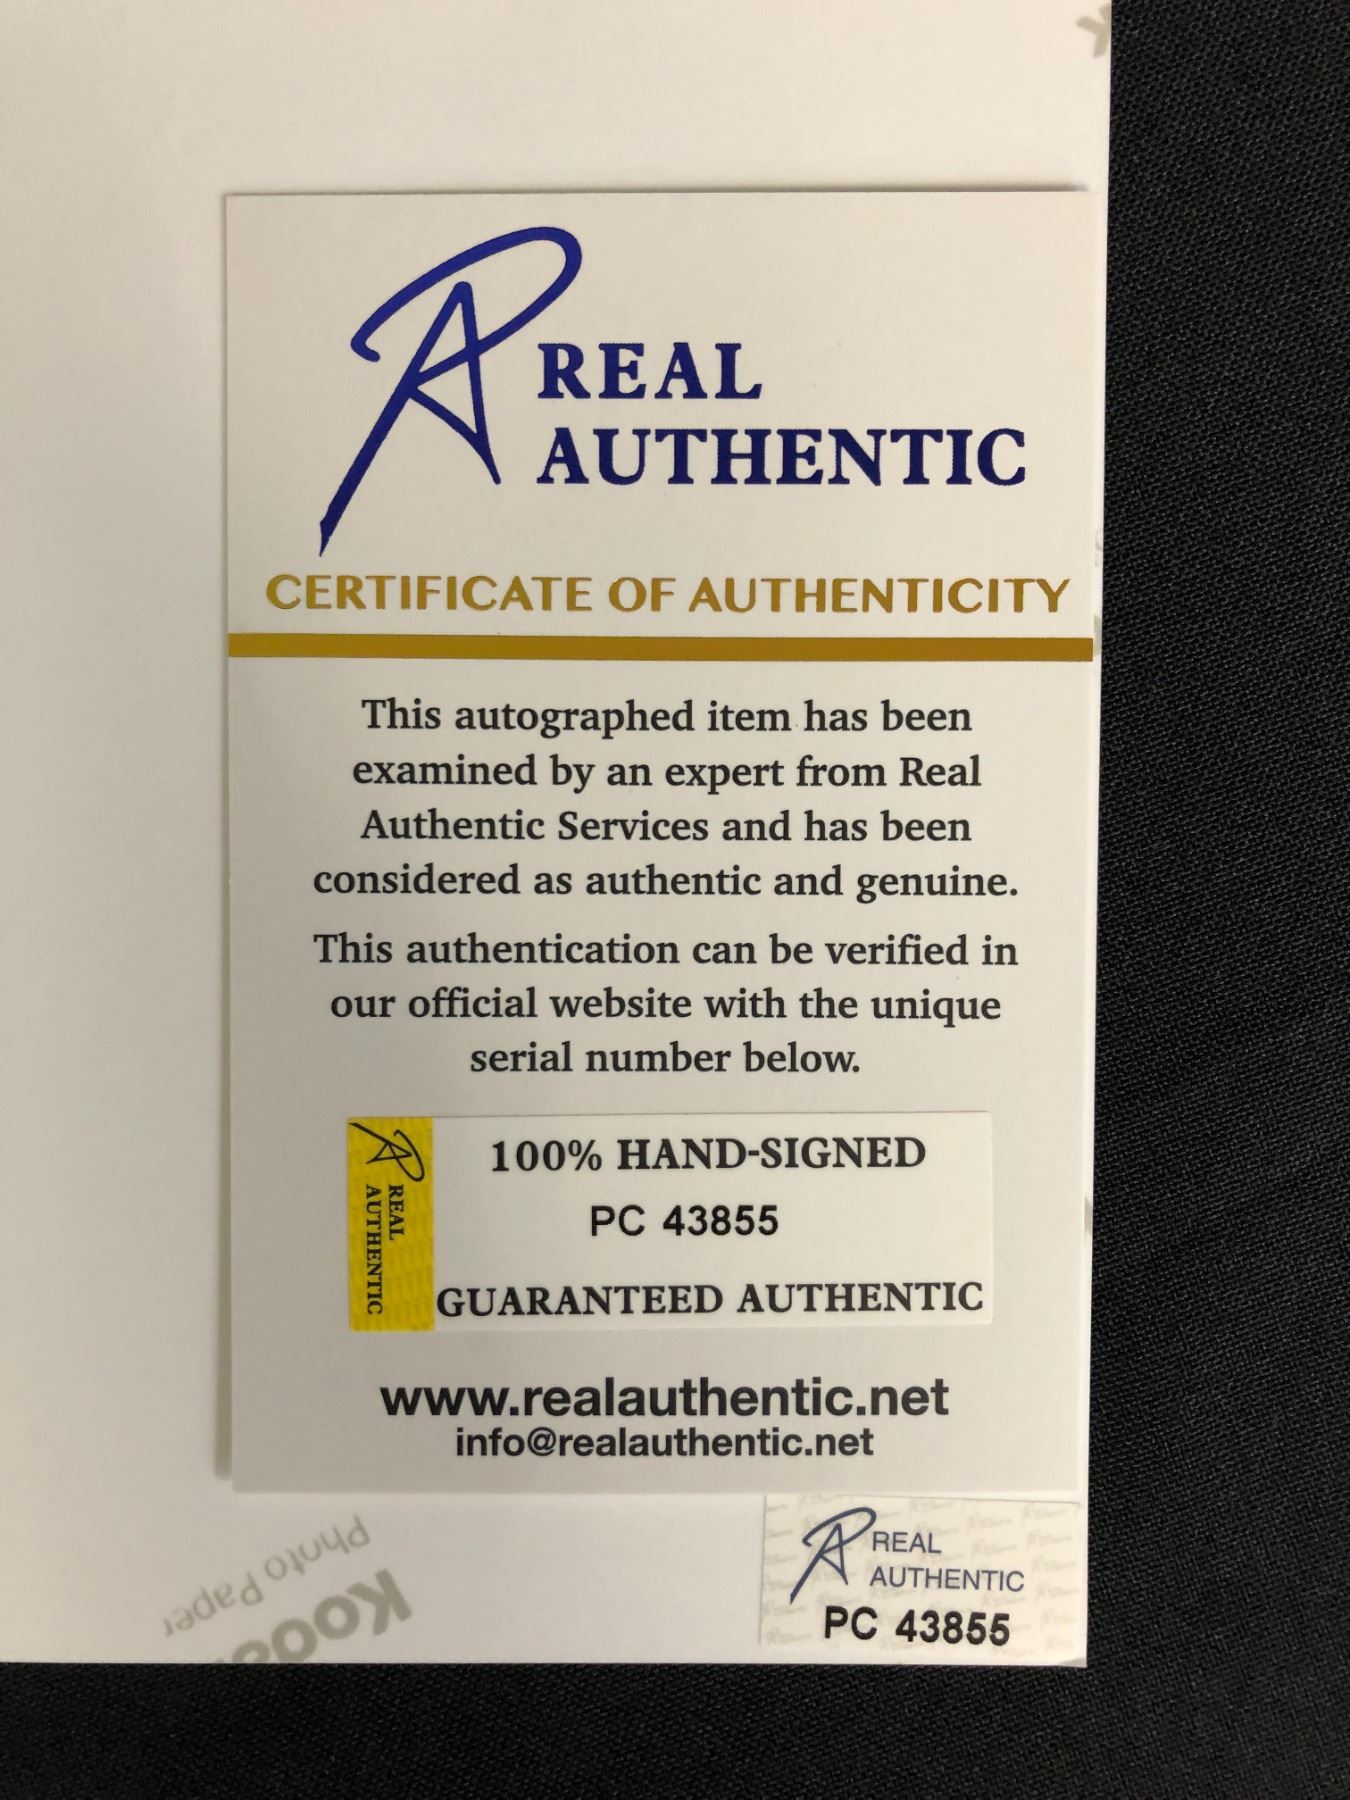 REAL
AUTHENTIC
CERTIFICATE OF AUTHENTICITY
This autographed item has been
examined by an expert from Real
Authentic Services and has been
considered as authentic and genuine.
This authentication can be verified in
our official website with the unique
serial number below.
REAL
AUTHENTIC
100% HAND-SIGNED
PC 43855
GUARANTEED AUTHENTIC
www.realauthentic.net
info@realauthentic.net
REAL
AUTHENTIC
PC 43855
Photo Paper